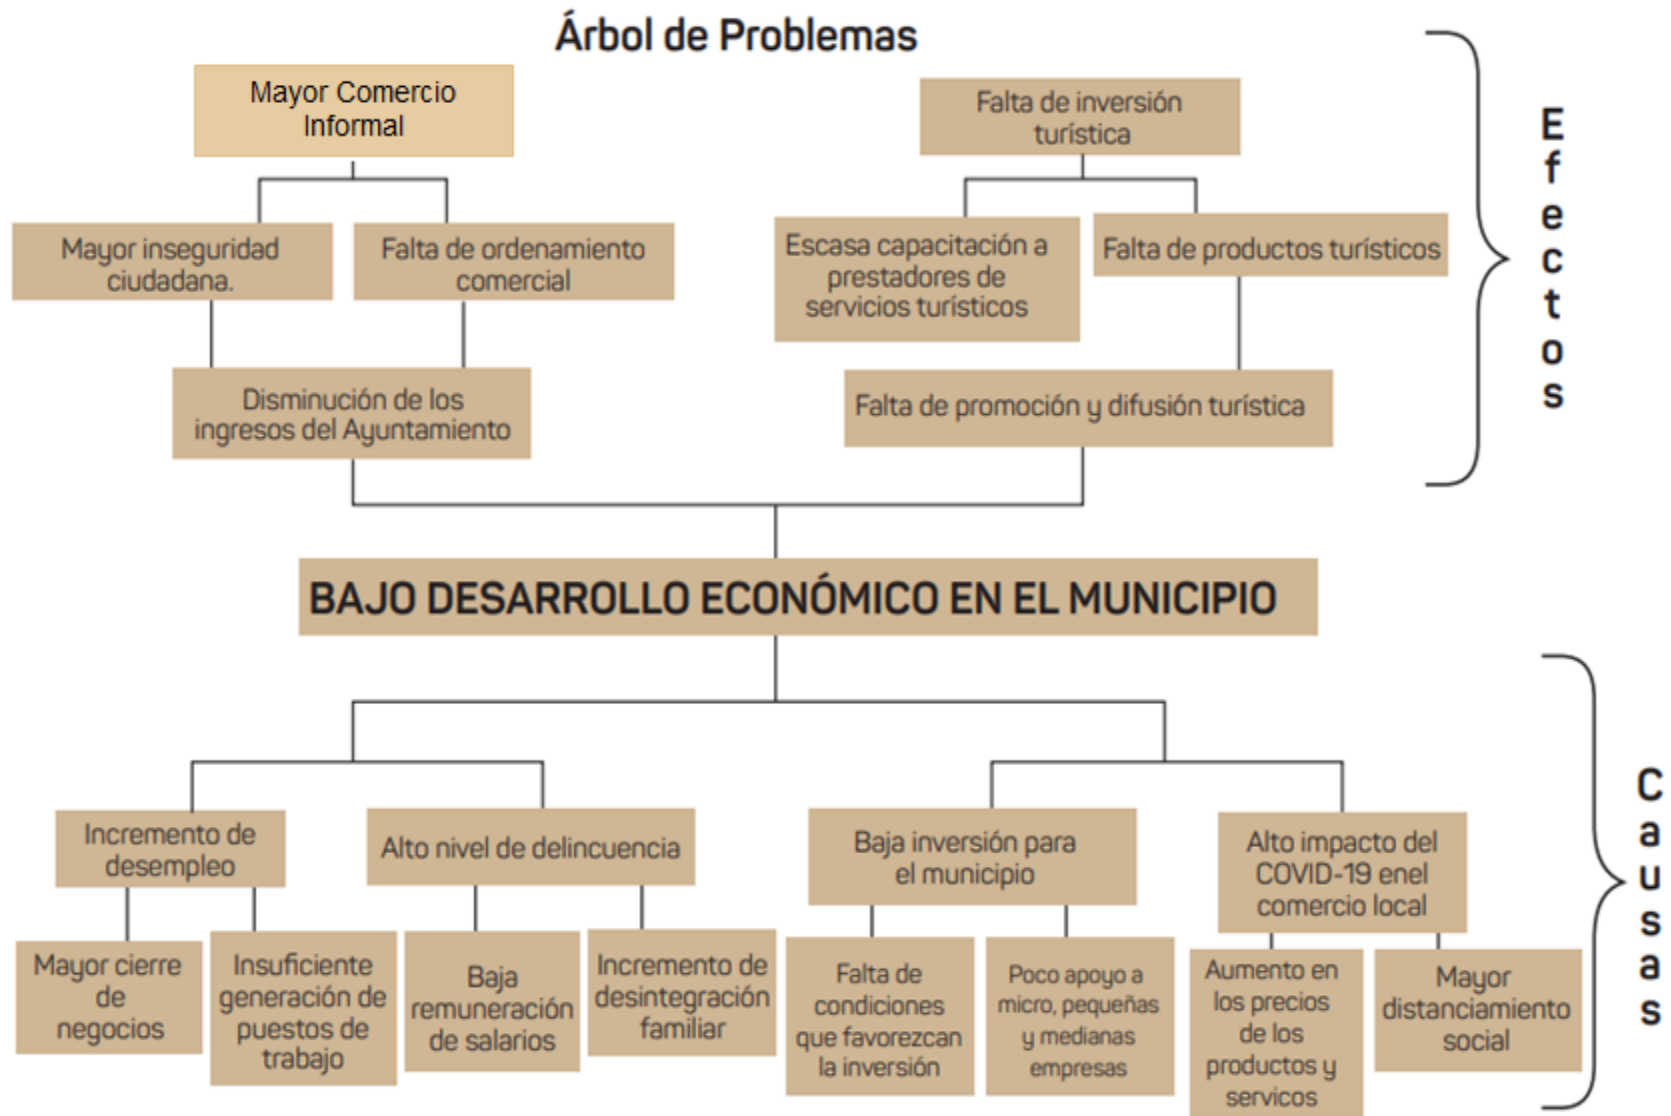 Árbol de Problemas
Mayor Comercio
Informal
Falta de inversión
turística
Mayor inseguridad
ciudadana.
Falta de ordenamiento
comercial
Escasa capacitación a
prestadores de
servicios turísticos
Falta de productos turísticos
Disminución de los
ingresos del Ayuntamiento
Falta de promoción y difusión turística
Efectos
BAJO DESARROLLO ECONÓMICO EN EL MUNICIPIO
Incremento de
desempleo
Alto nivel de delincuencia
Baja inversión para
el municipio
Alto impacto del
COVID-19 enel
comercio local
Mayor cierre
de
negocios
Insuficiente
generación de
puestos de
trabajo
Baja
remuneración
de salarios
Incremento de
desintegración
familiar
Falta de
condiciones
que favorezcan
la inversión
Poco apoyo a
micro, pequeñas
y medianas
empresas
Aumento en
los precios
de los
productos y
servicos
Mayor
distanciamiento
social
Causas